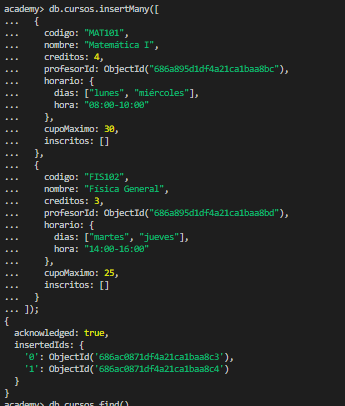 academy> db.cursos.insertMany([
...   {
...     codigo: "MAT101",
...     nombre: "Matemática I",
...     creditos: 4,
...     profesorId: ObjectId("686a895d1df4a21ca1baa8bc"),
...     horario: {
...       dias: ["lunes", "miércoles"],
...       hora: "08:00-10:00"
...     },
...     cupoMaximo: 30,
...     inscritos: []
...   },
...   {
...     codigo: "FIS102",
...     nombre: "Física General",
...     creditos: 3,
...     profesorId: ObjectId("686a895d1df4a21ca1baa8bd"),
...     horario: {
...       dias: ["martes", "jueves"],
...       hora: "14:00-16:00"
...     },
...     cupoMaximo: 25,
...     inscritos: []
...   }
... ]);
{
  acknowledged: true,
  insertedIds: {
    '0': ObjectId('686ac0871df4a21ca1baa8c3'),
    '1': ObjectId('686ac0871df4a21ca1baa8c4')
  }
}
academy> db.cursos.find()